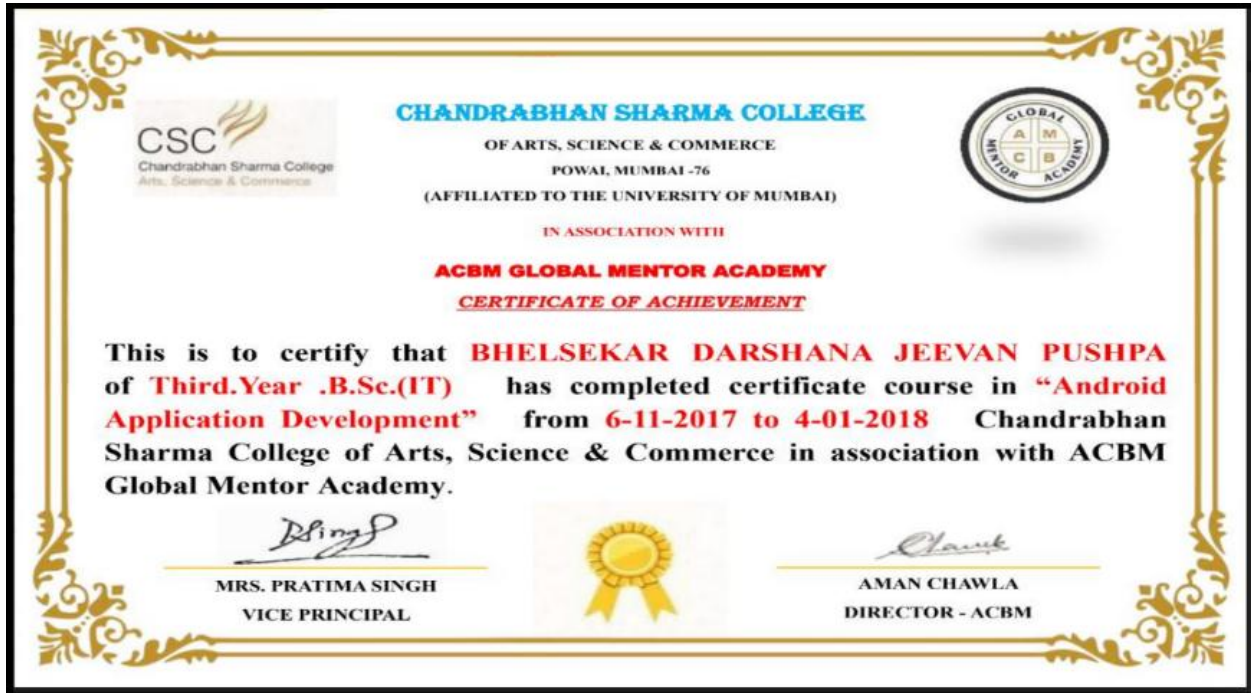 CSC
Chandrabhan Sharma College
Arts, Science & Commerce
CHANDRABHAN SHARMA COLLEGE
OF ARTS, SCIENCE & COMMERCE
POWAI, MUMBAI -76
(AFFILIATED TO THE UNIVERSITY OF MUMBAI)
GLOBAL
MENTOR ACADEMY
A M
C B
IN ASSOCIATION WITH
ACBM GLOBAL MENTOR ACADEMY
CERTIFICATE OF ACHIEVEMENT
This is to certify that BHELSEKAR DARSHANA JEEVAN PUSHPA
of Third.Year .B.Sc.(IT) has completed certificate course in “Android
Application Development” from 6-11-2017 to 4-01-2018 Chandrabhan
Sharma College of Arts, Science & Commerce in association with ACBM
Global Mentor Academy.
MRS. PRATIMA SINGH
VICE PRINCIPAL
AMAN CHAWLA
DIRECTOR - ACBM